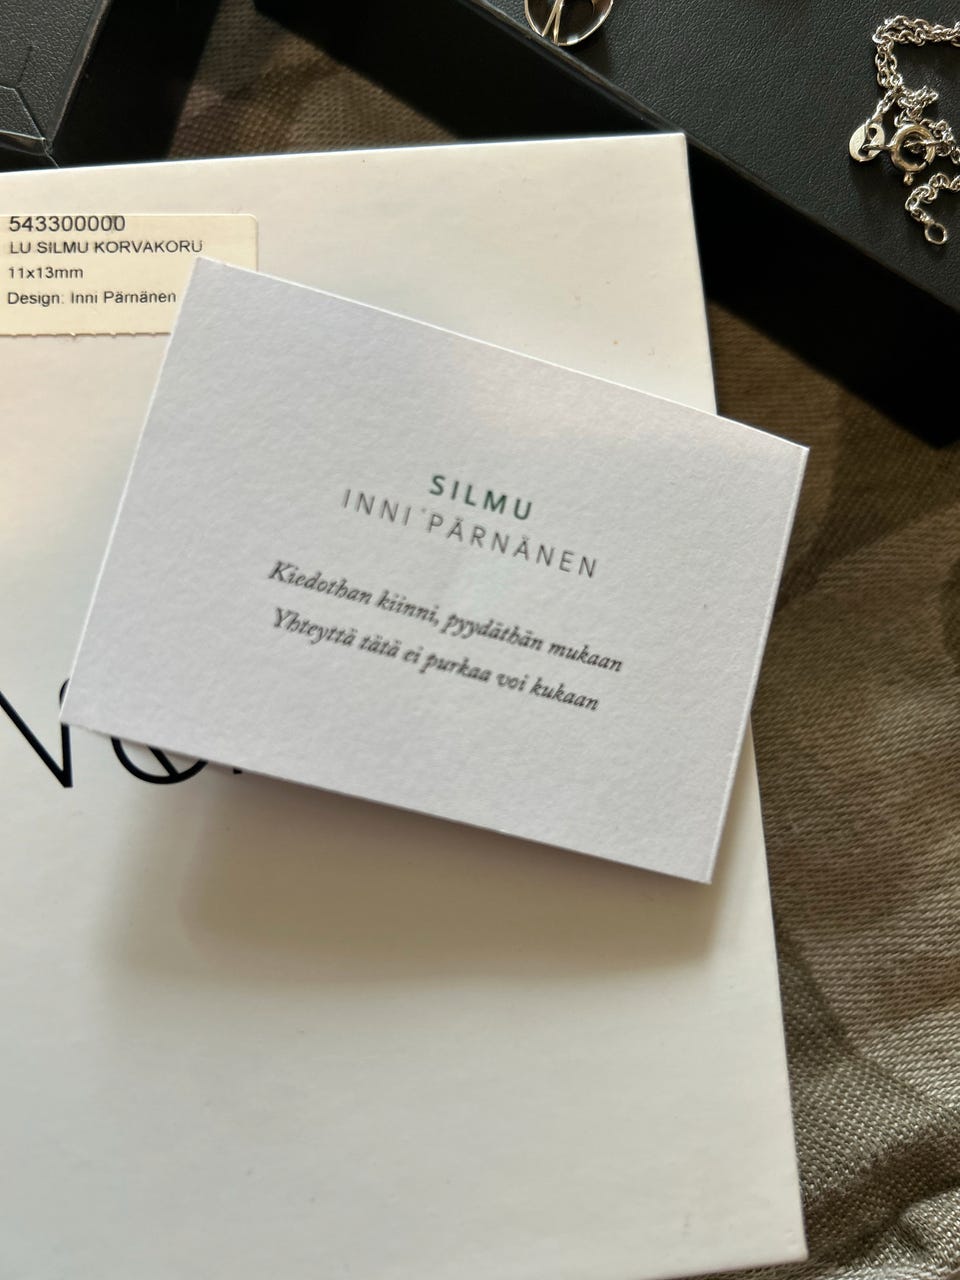 543300000
LU SILMU KORVAKORU
11x13mm
Design: Inni Pärnänen
SILMU
INNI PÄRNÄNEN
Kiedothan kiinni, pyydäthän mukaan
Yhteyttä tätä ei purkaa voi kukaan